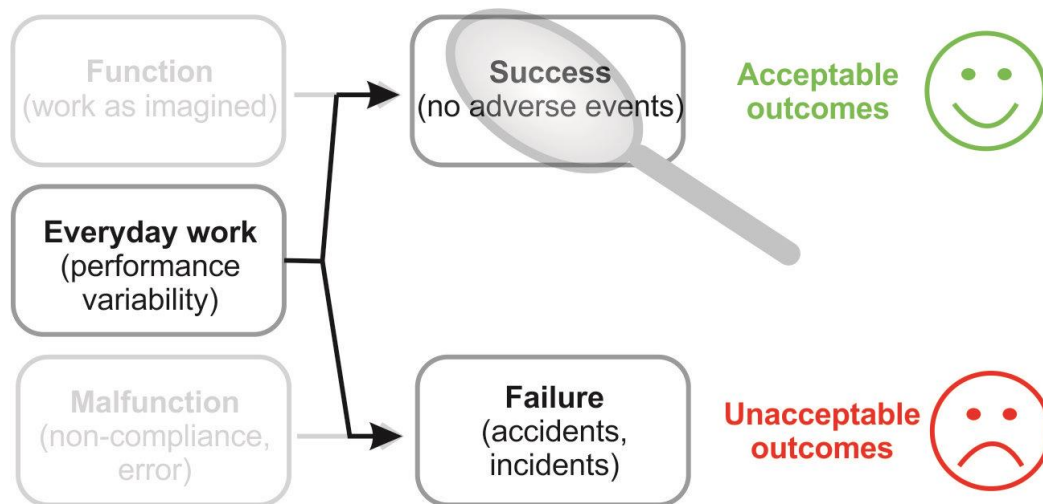 Function
(work as imagined)
Success
(no adverse events)
Acceptable
outcomes
Everyday work
(performance
variability)
Malfunction
(non-compliance,
error)
Failure
(accidents,
incidents)
Unacceptable
outcomes